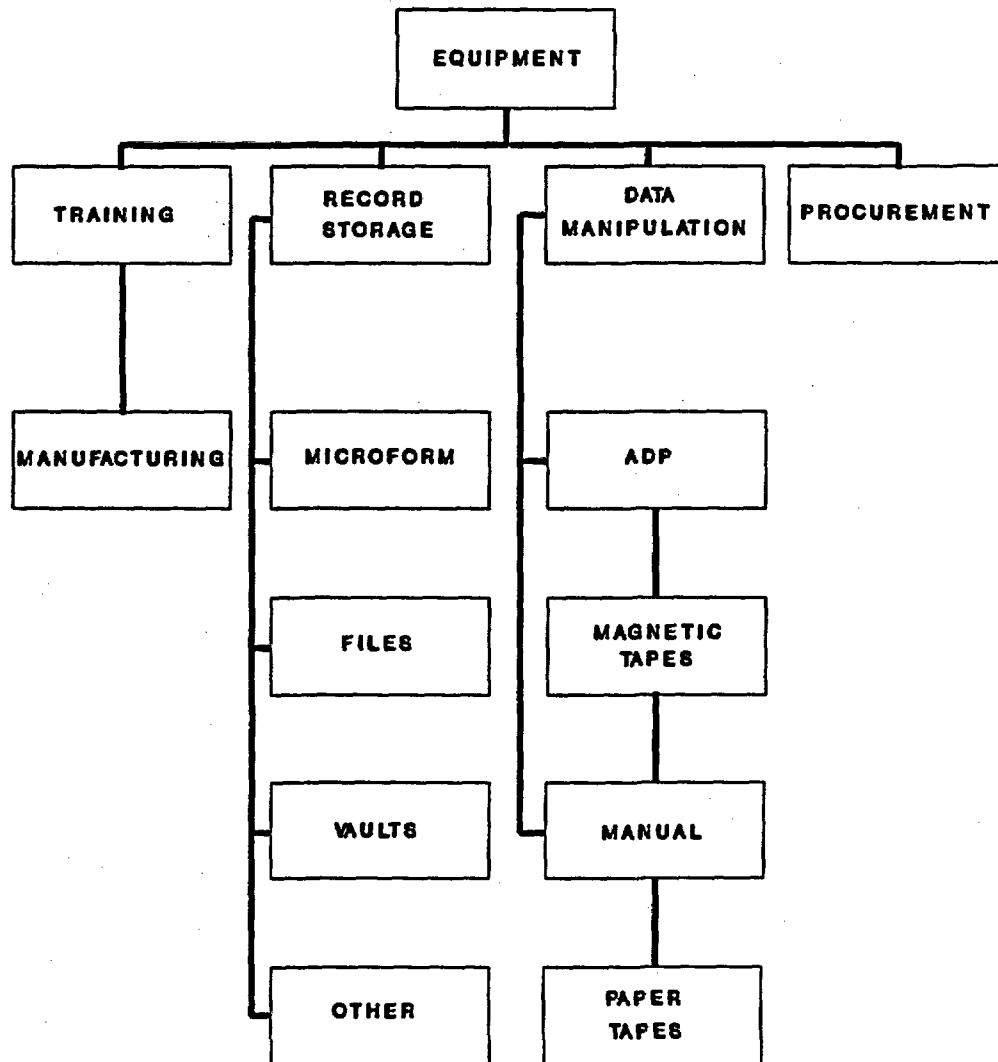 EQUIPMENT
TRAINING
RECORD
STORAGE
DATA
MANIPULATION
PROCUREMENT
MANUFACTURING
MICROFORM
ADP
FILES
MAGNETIC
TAPES
VAULTS
MANUAL
OTHER
PAPER
TAPES